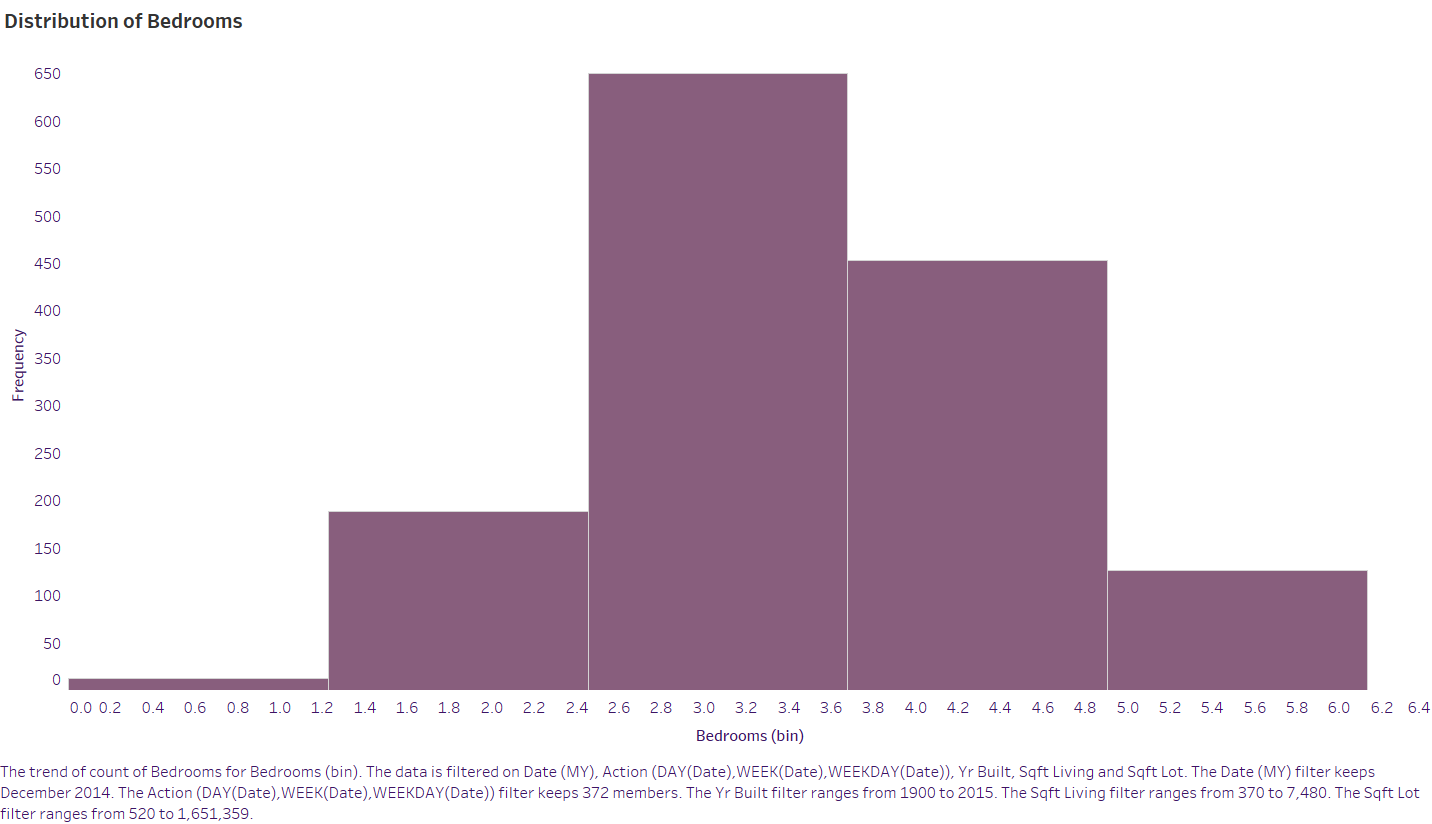 Distribution of Bedrooms
650
600
550
500
450
400
350
300
250
200
150
100
50
0
Frequency
0.0 0.2 0.4 0.6 0.8 1.0 1.2 1.4 1.6 1.8 2.0 2.2 2.4 2.6 2.8 3.0 3.2 3.4 3.6 3.8 4.0 4.2 4.4 4.6 4.8 5.0 5.2 5.4 5.6 5.8 6.0 6.2 6.4
Bedrooms (bin)
The trend of count of Bedrooms for Bedrooms (bin). The data is filtered on Date (MY), Action (DAY(Date),WEEK(Date),WEEKDAY(Date)), Yr Built, Sqft Living and Sqft Lot. The Date (MY) filter keeps
December 2014. The Action (DAY(Date),WEEK(Date),WEEKDAY(Date)) filter keeps 372 members. The Yr Built filter ranges from 1900 to 2015. The Sqft Living filter ranges from 370 to 7,480. The Sqft Lot
filter ranges from 520 to 1,651,359.